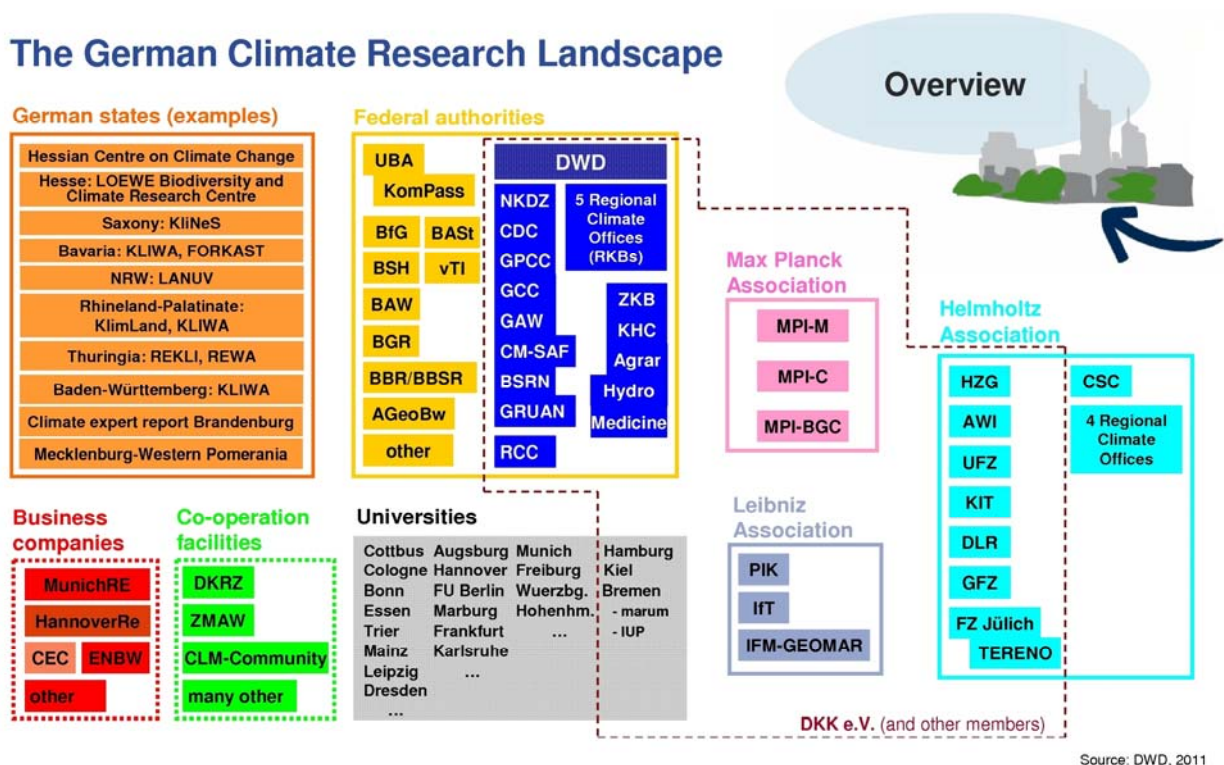 The German Climate Research Landscape
Overview
German states (examples)
Hessian Centre on Climate Change
Hesse: LOEWE Biodiversity and
Climate Research Centre
Saxony: KliNeS
Bavaria: KLIWA, FORKAST
NRW: LANUV
Rhineland-Palatinate:
KlimLand, KLIWA
Thuringia: REKLI, REWA
Baden-Württemberg: KLIWA
Climate expert report Brandenburg
Mecklenburg-Western Pomerania
Federal authorities
UBA
KomPass
BfG
BASt
BSH
vTI
BAW
BGR
BBR/BBSR
AGeoBw
other
DWD
NKDZ
CDC
GPCC
GCC
GAW
CM-SAF
BSRN
GRUAN
RCC
5 Regional
Climate
Offices
(RKBs)
ZKB
KHC
Agrar
Hydro
Medicine
Max Planck
Association
MPI-M
MPI-C
MPI-BGC
Helmholtz
Association
HZG
AWI
UFZ
KIT
DLR
GFZ
FZ Jülich
TERENO
CSC
4 Regional
Climate
Offices
Business
companies
MunichRE
HannoverRe
CEC
ENBW
other
Co-operation
facilities
DKRZ
ZMAW
CLM-Community
many other
Universities
Cottbus
Cologne
Bonn
Essen
Trier
Mainz
Leipzig
Dresden
...
Augsburg
Hannover
FU Berlin
Marburg
Frankfurt
Karlsruhe
...
Munich
Freiburg
Wuerzbg.
Hohenhm.
...
Hamburg
Kiel
Bremen
- marum
- IUP
Leibniz
Association
PIK
IfT
IFM-GEOMAR
DKK e.V. (and other members)
Source: DWD, 2011